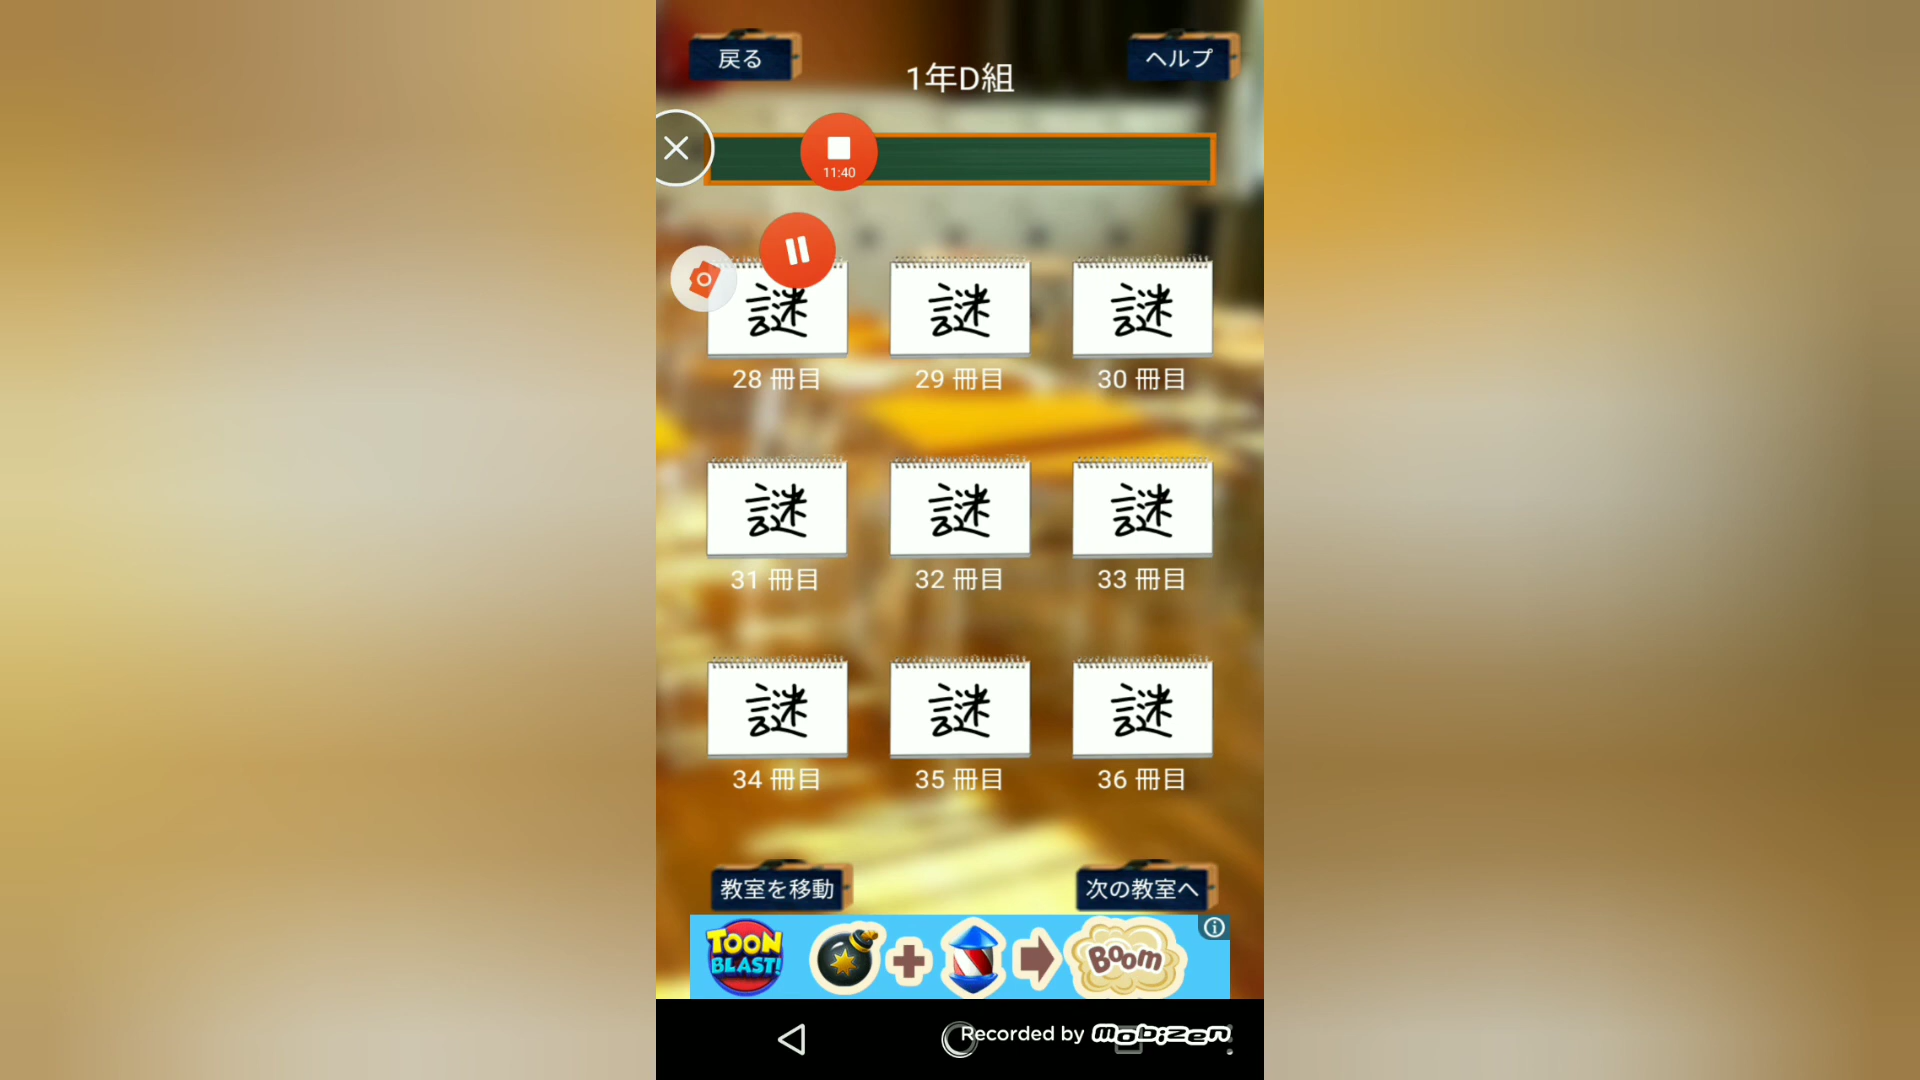 戻る
ヘルプ
1年D組
11:40
謎 謎 謎
28 冊目 29 冊目 30 冊目
謎 謎 謎
31 冊目 32 冊目 33 冊目
謎 謎 謎
34 冊目 35 冊目 36 冊目
教室を移動 次の教室へ
TOON
BLAST!
BOOM
Recorded by mobizen